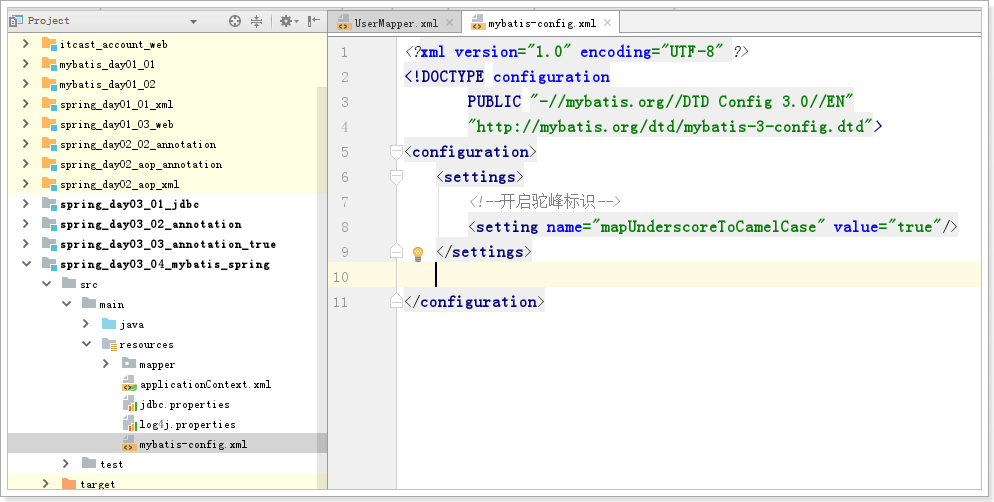 Project
itcast_account_web
mybatis_day01_01
mybatis_day01_02
spring_day01_01_xml
spring_day01_03_web
spring_day02_02_annotation
spring_day02_aop_annotation
spring_day02_aop_xml
spring_day03_01_jdbc
spring_day03_02_annotation
spring_day03_03_annotation_true
spring_day03_04_mybatis_spring
src
main
java
resources
mapper
applicationContext.xml
jdbc.properties
log4j.properties
mybatis-config.xml
test
target
UserMapper.xml
mybatis-config.xml
1 <?xml version="1.0" encoding="UTF-8" ?>
2 <!DOCTYPE configuration
3 PUBLIC "-//mybatis.org//DTD Config 3.0//EN"
4 "http://mybatis.org/dtd/mybatis-3-config.dtd">
5 <configuration>
6 <settings>
7 <!--开启驼峰标识-->
8 <setting name="mapUnderscoreToCamelCase" value="true"/>
9 </settings>
10
11 </configuration>